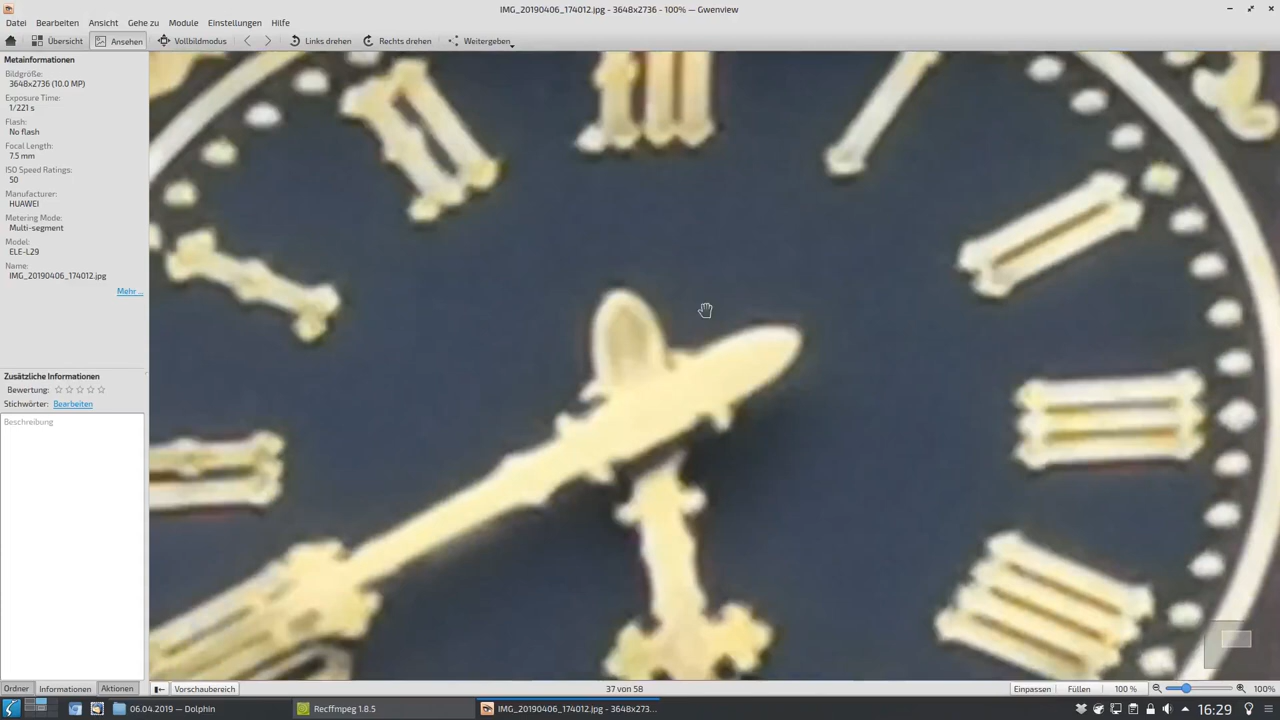 IMG_20190406_174012.jpg - 3648x2736 - 100% — Gwenview
Datei Bearbeiten Ansicht Gehe zu Module Einstellungen Hilfe
Übersicht Ansehen Vollbildmodus Links drehen Rechts drehen Weitergeben
Metainformationen
Bildgröße:
3648x2736 (10.0 MP)
Exposure Time:
1/221 s
Flash:
No flash
Focal Length:
7.5 mm
ISO Speed Ratings:
50
Manufacturer:
HUAWEI
Metering Mode:
Multi-segment
Model:
ELE-L29
Name:
IMG_20190406_174012.jpg
Mehr ...
Zusätzliche Informationen
Bewertung:
Stichwörter: Bearbeiten
Beschreibung
Ordner Informationen Aktionen Vorschaubereich 37 von 58 Einpassen Füllen 100 % 100%
06.04.2019 — Dolphin Recffmpeg 1.8.5 IMG_20190406_174012.jpg - 3648x273... 16:29